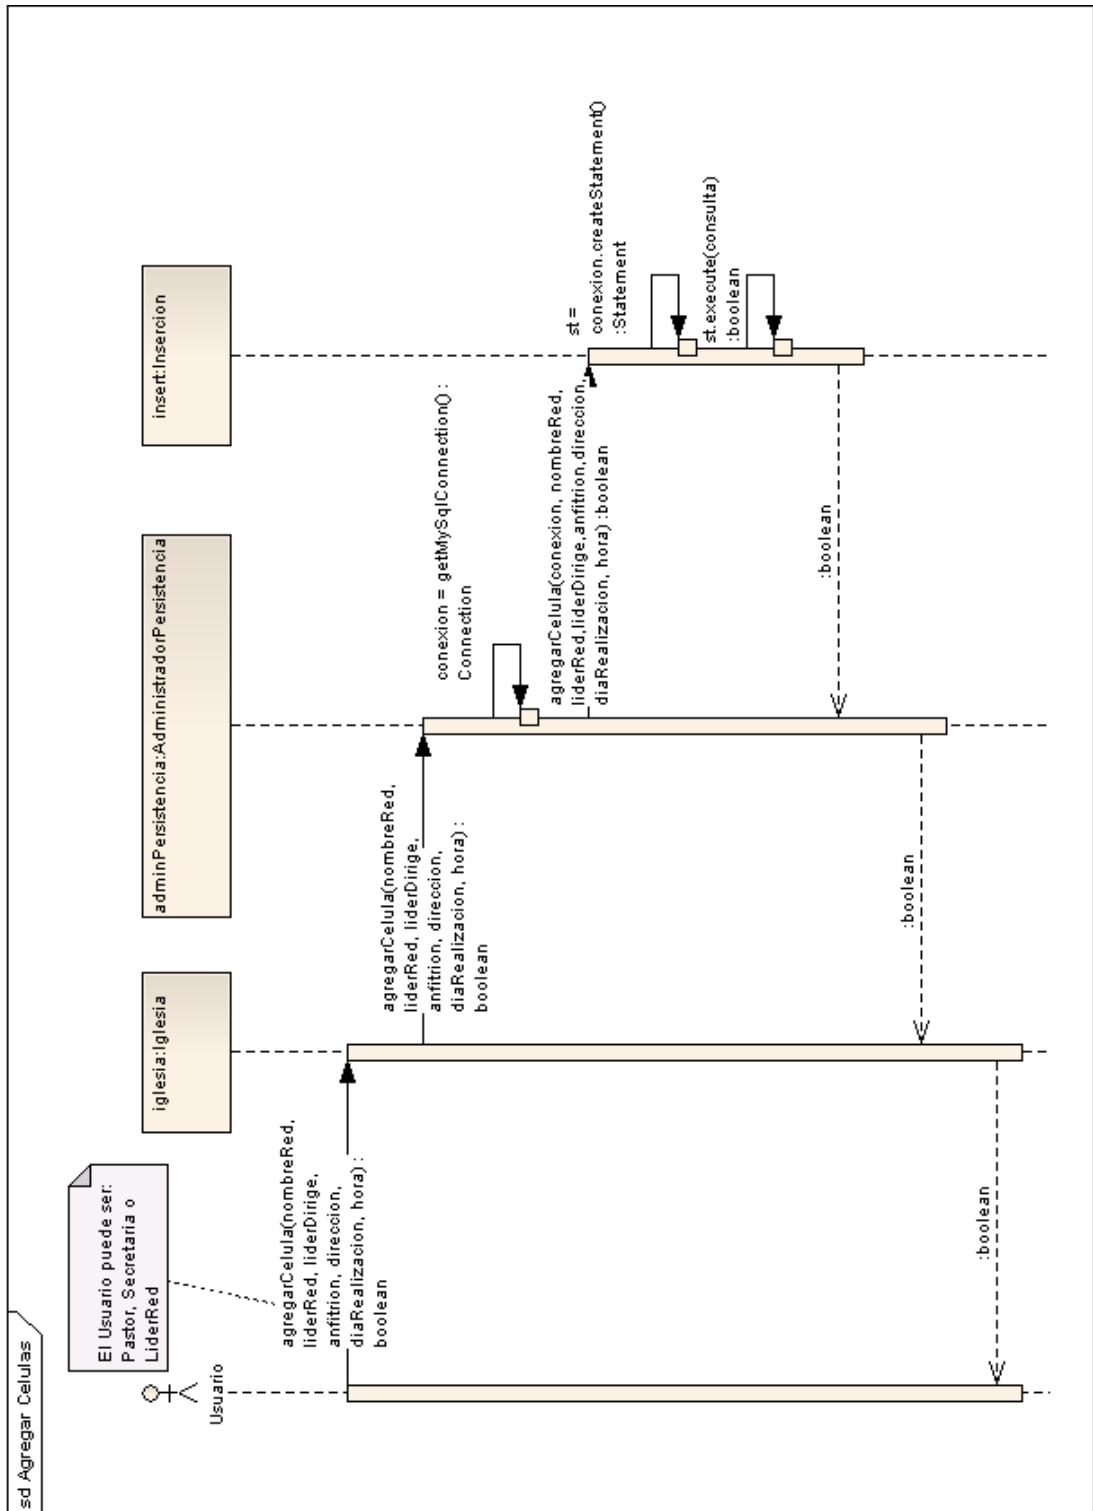 sd Agregar Celulas
El Usuario puede ser:
Pastor, Secretaria o
LiderRed
Usuario
iglesia:Iglesia
adminPersistencia:AdministradorPersistencia
insert:Insercion
agregarCelula(nombreRed,
liderRed, liderDirige,
anfitrion, direccion,
diaRealizacion, hora) :
boolean
agregarCelula(nombreRed,
liderRed, liderDirige,
anfitrion, direccion,
diaRealizacion, hora) :
boolean
conexion = getMySqlConnection() :
Connection
agregarCelula(conexion, nombreRed,
liderRed,liderDirige,anfitrion,direccion,
diaRealizacion, hora) :boolean
st =
conexion.createStatement()
:Statement
st.execute(consulta)
:boolean
:boolean
:boolean
:boolean